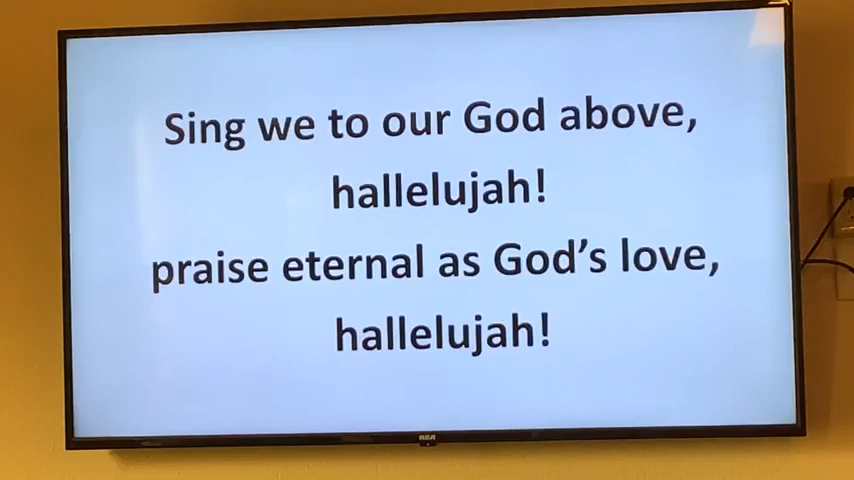 Sing we to our God above,
hallelujah!
praise eternal as God's love,
hallelujah!
RCA